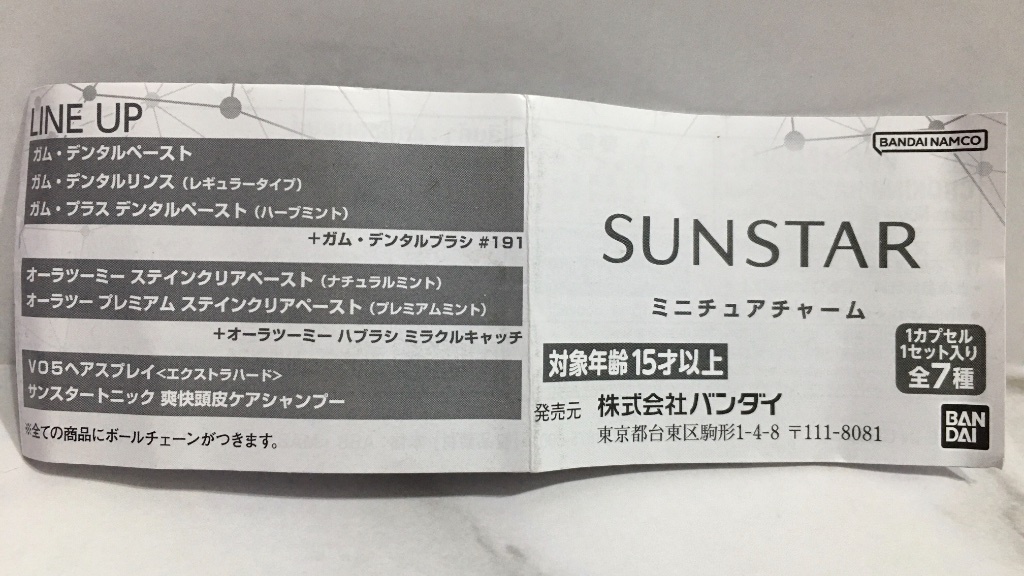 LINE UP
ガム・デンタルペースト
ガム・デンタルリンス（レギュラータイプ）
ガム・プラス デンタルペースト（ハーブミント）
＋ガム・デンタルブラシ #191
オーラツーミー ステインクリアペースト（ナチュラルミント）
オーラツー プレミアム ステインクリアペースト（プレミアムミント）
＋オーラツーミー ハブラシ ミラクルキャッチ
VO5ヘアスプレイ<エクストラハード>
サンスタートニック 爽快頭皮ケアシャンプー
※全ての商品にボールチェーンがつきます。
BANDAI NAMCO
SUNSTAR
ミニチュアチャーム
対象年齢 15才以上
1カプセル
1セット入り
全7種
発売元 株式会社バンダイ
東京都台東区駒形1-4-8 〒111-8081
BAN
DAI